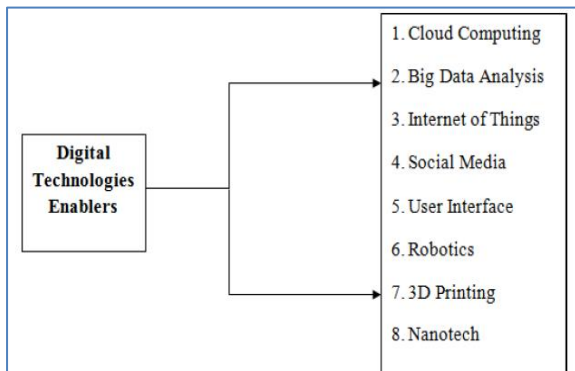 Digital
Technologies
Enablers
1. Cloud Computing
2. Big Data Analysis
3. Internet of Things
4. Social Media
5. User Interface
6. Robotics
7. 3D Printing
8. Nanotech